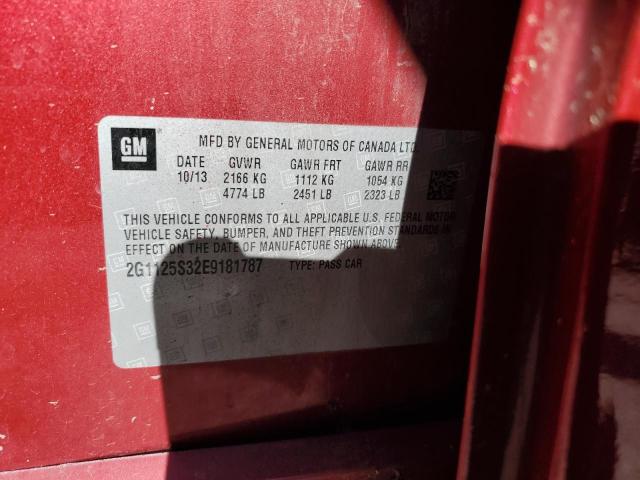 GM
MFD BY GENERAL MOTORS OF CANADA LTD.
DATE GVWR GAWR FRT GAWR RR
10/13 2166 KG 1112 KG 1054 KG
4774 LB 2451 LB 2323 LB
THIS VEHICLE CONFORMS TO ALL APPLICABLE U.S. FEDERAL MOTOR
VEHICLE SAFETY, BUMPER, AND THEFT PREVENTION STANDARDS IN
EFFECT ON THE DATE OF MANUFACTURE SHOWN ABOVE.
2G1125S32E9181787 TYPE: PASS CAR